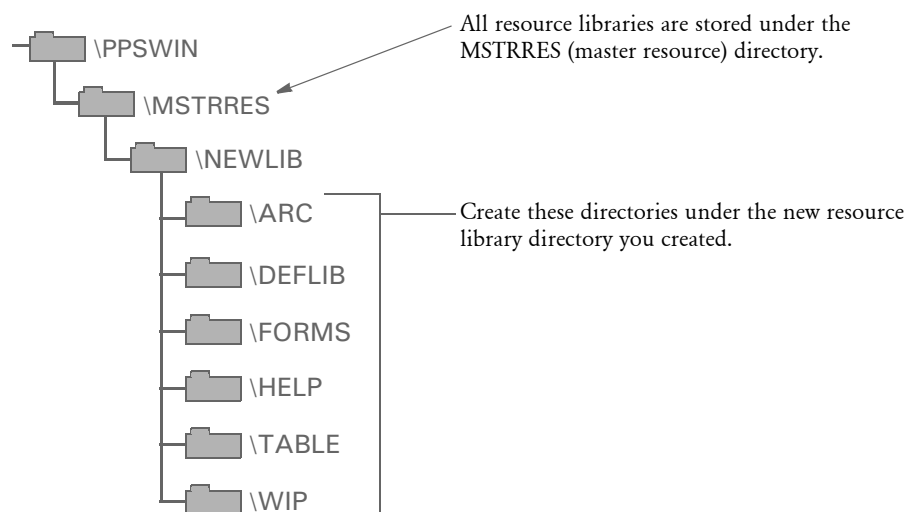 \PPSWIN
All resource libraries are stored under the
MSTRRES (master resource) directory.
\MSTRRES
\NEWLIB
\ARC
Create these directories under the new resource
library directory you created.
\DEFLIB
\FORMS
\HELP
\TABLE
\WIP